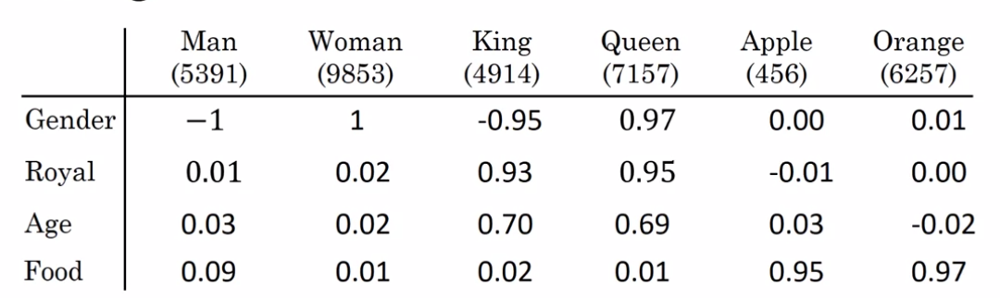 Man Woman King Queen Apple Orange
(5391) (9853) (4914) (7157) (456) (6257)
Gender −1 1 -0.95 0.97 0.00 0.01
Royal 0.01 0.02 0.93 0.95 -0.01 0.00
Age 0.03 0.02 0.70 0.69 0.03 -0.02
Food 0.09 0.01 0.02 0.01 0.95 0.97